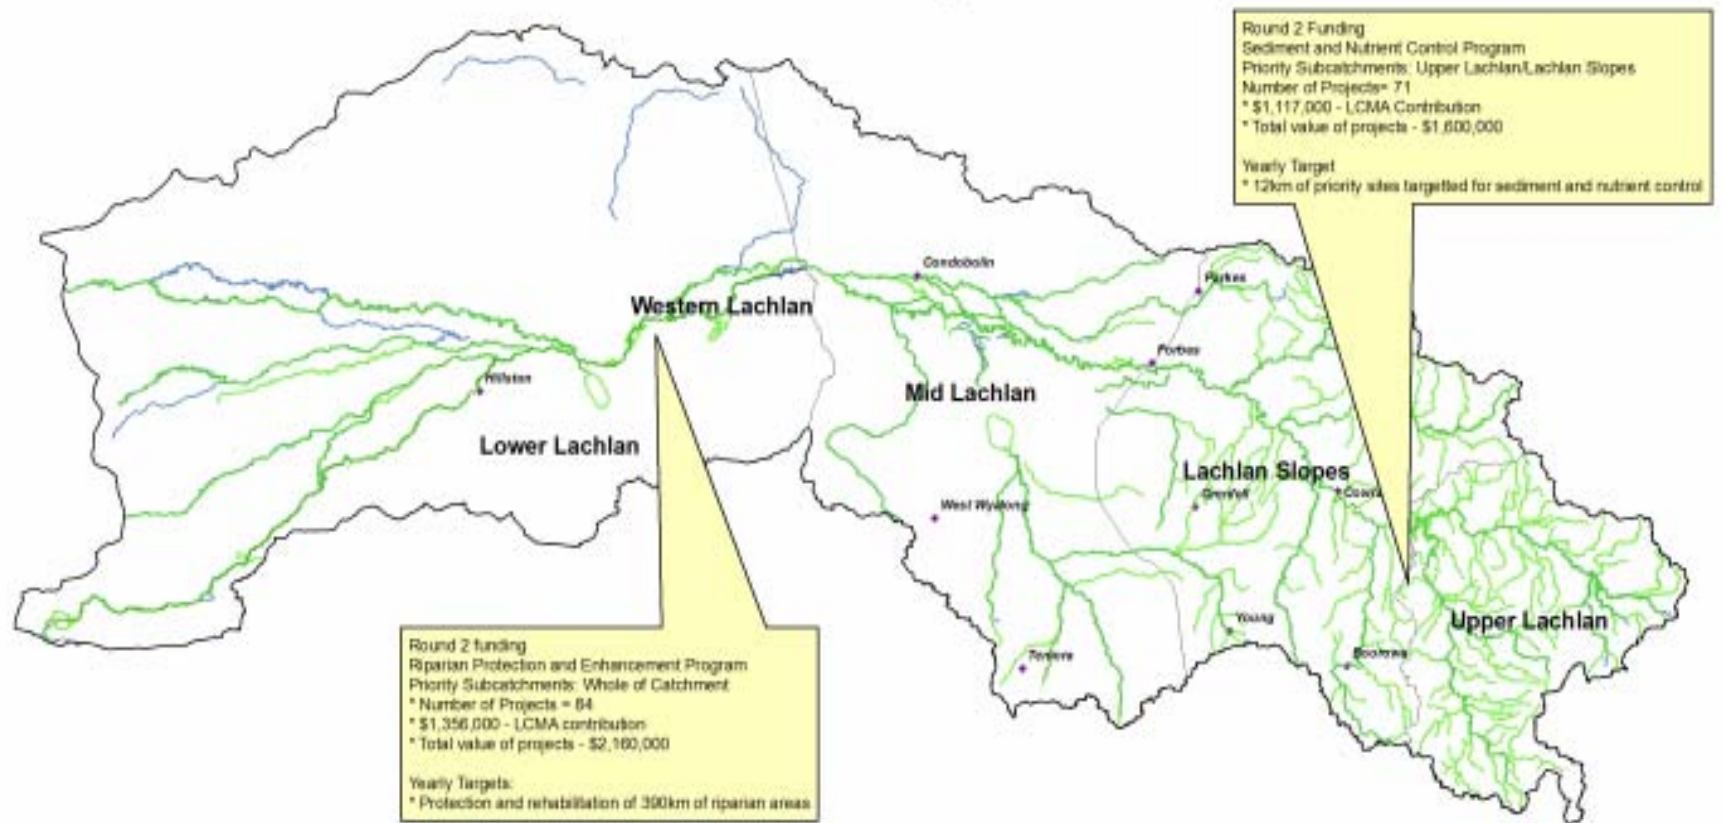 Round 2 Funding
Sediment and Nutrient Control Program
Priority Subcatchments: Upper Lachlan/Lachlan Slopes
Number of Projects= 71
* $1,117,000 - LCMA Contribution
* Total value of projects - $1,600,000
Yearly Target
* 12km of priority sites targetted for sediment and nutrient control
Condobolin
Parkes
Western Lachlan
Forbes
Hillston
Mid Lachlan
Lower Lachlan
Lachlan Slopes
Grenfell
West Wyalong
Upper Lachlan
Young
Boorowa
Temora
Round 2 funding
Riparian Protection and Enhancement Program
Priority Subcatchments: Whole of Catchment
* Number of Projects = 84
* $1,356,000 - LCMA contribution
* Total value of projects - $2,160,000
Yearly Targets:
* Protection and rehabilitation of 390km of riparian areas